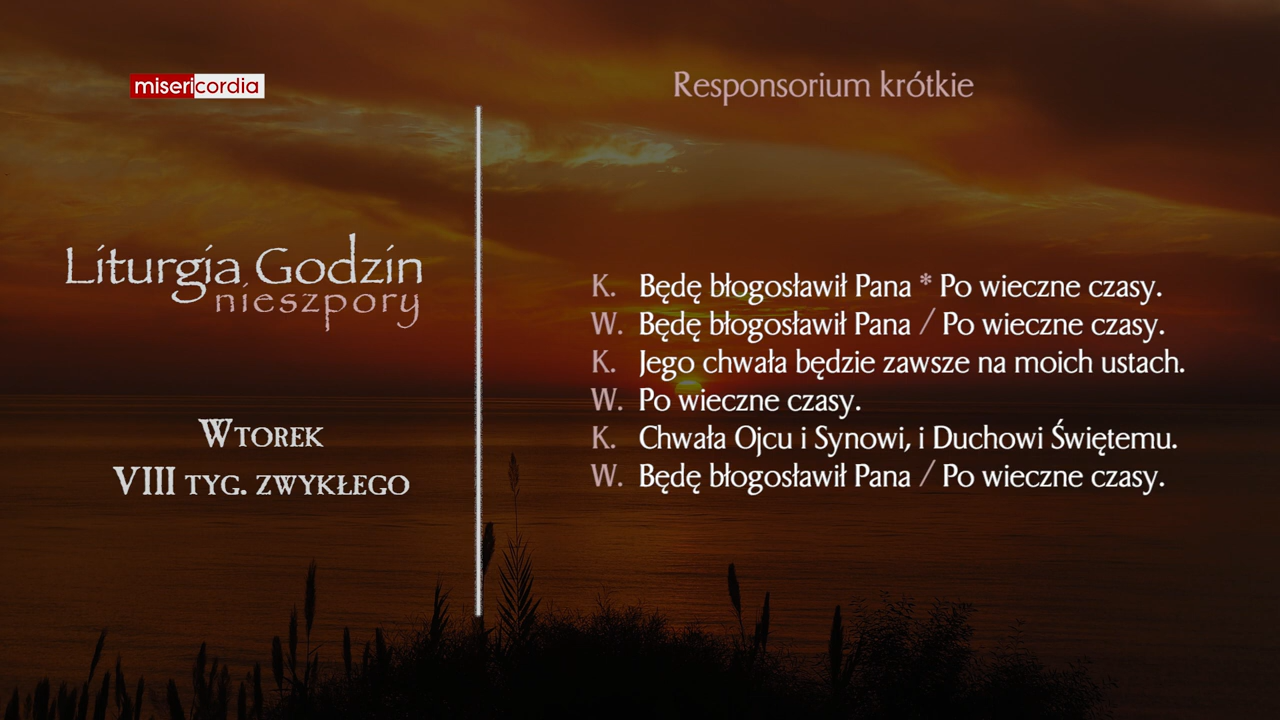 misericordia
Responsorium krótkie
Liturgia Godzin
nieszpory
Wtorek
VIII tyg. zwykłego
K. Będę błogosławił Pana * Po wieczne czasy.
W. Będę błogosławił Pana / Po wieczne czasy.
K. Jego chwała będzie zawsze na moich ustach.
W. Po wieczne czasy.
K. Chwała Ojcu i Synowi, i Duchowi Świętemu.
W. Będę błogosławił Pana / Po wieczne czasy.